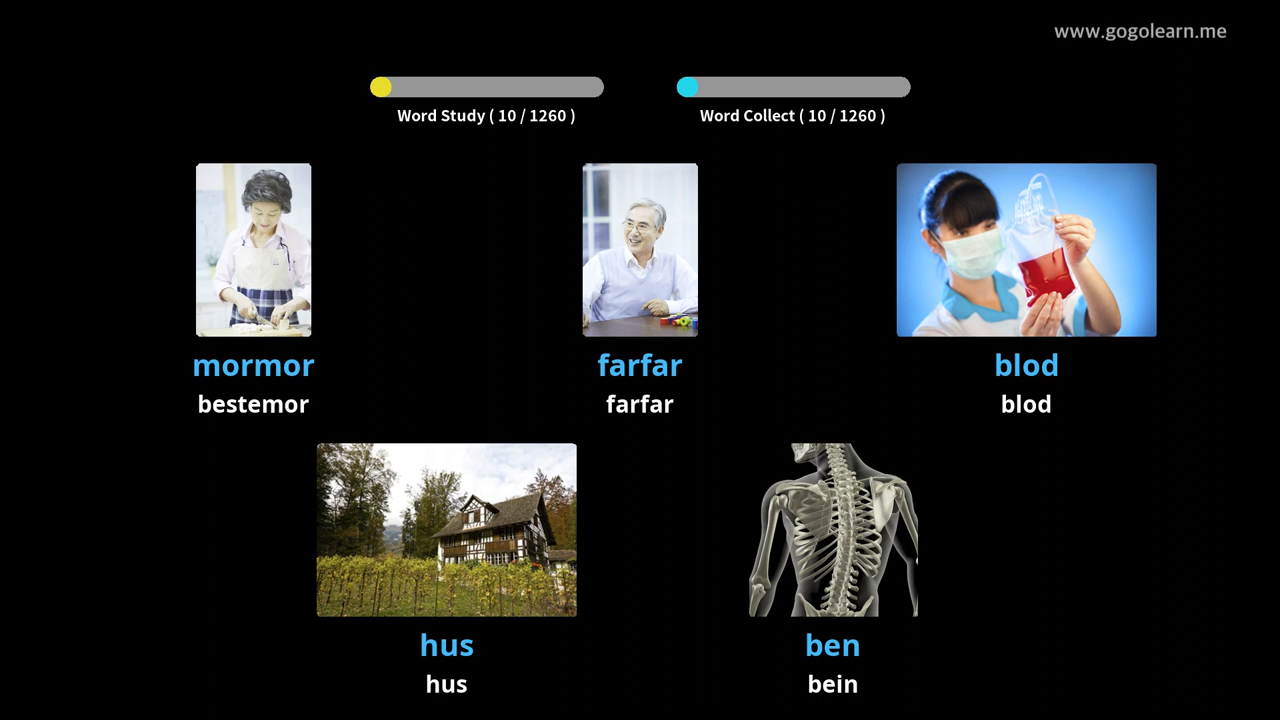 www.gogolearn.me
Word Study ( 10 / 1260 )
Word Collect ( 10 / 1260 )
mormor
bestemor
farfar
farfar
blod
blod
hus
hus
ben
bein